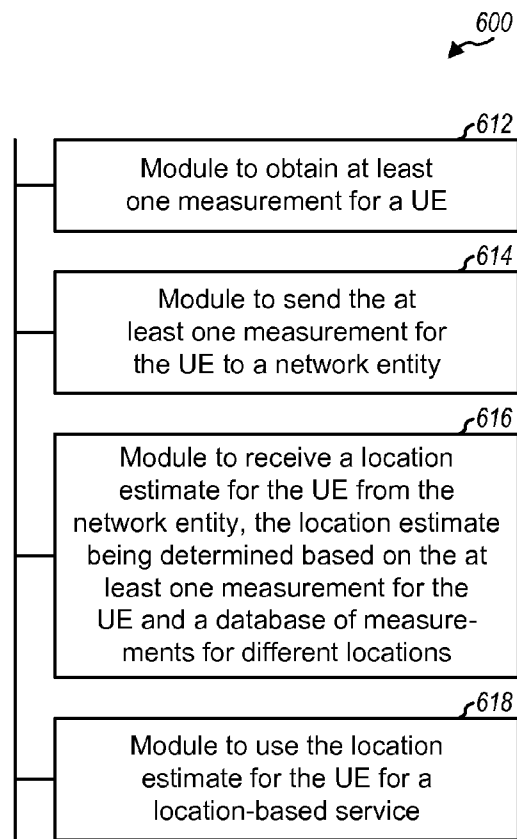 600
612
Module to obtain at least
one measurement for a UE
614
Module to send the at
least one measurement for
the UE to a network entity
616
Module to receive a location
estimate for the UE from the
network entity, the location estimate
being determined based on the at
least one measurement for the
UE and a database of measure-
ments for different locations
618
Module to use the location
estimate for the UE for a
location-based service